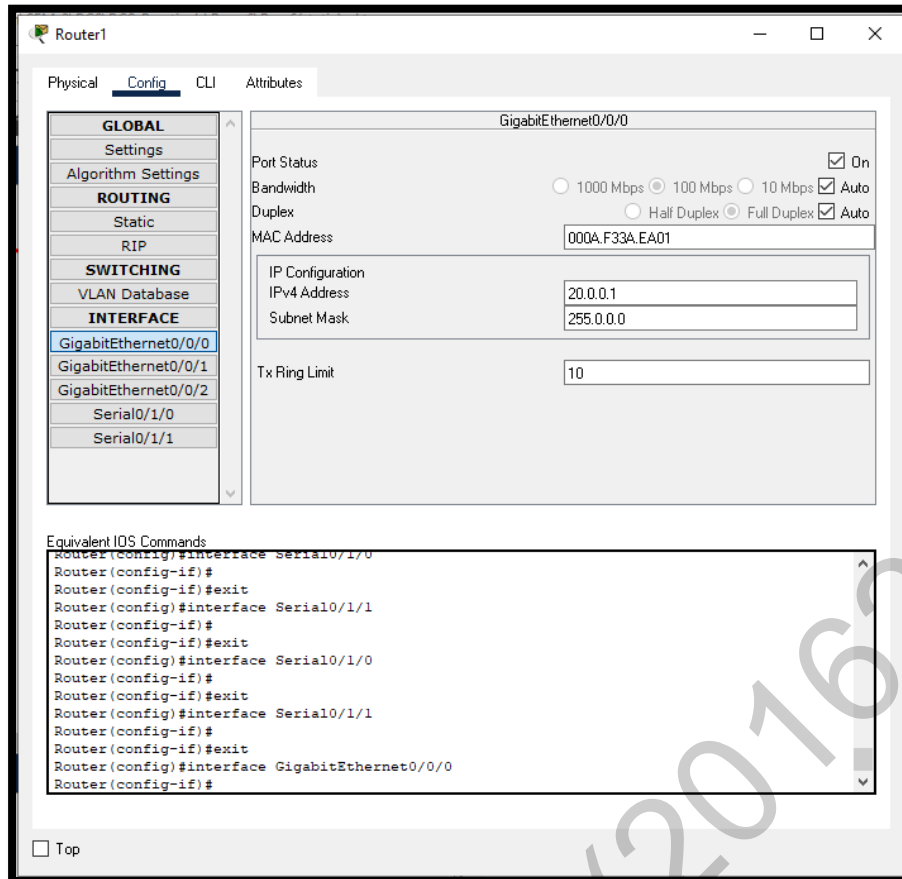 Router1
Physical Config CLI Attributes
GLOBAL
Settings
Algorithm Settings
ROUTING
Static
RIP
SWITCHING
VLAN Database
INTERFACE
GigabitEthernet0/0/0
GigabitEthernet0/0/1
GigabitEthernet0/0/2
Serial0/1/0
Serial0/1/1
GigabitEthernet0/0/0
Port Status On
Bandwidth 1000 Mbps 100 Mbps 10 Mbps Auto
Duplex Half Duplex Full Duplex Auto
MAC Address 000A.F33A.EA01
IP Configuration
IPv4 Address 20.0.0.1
Subnet Mask 255.0.0.0
Tx Ring Limit 10
Equivalent IOS Commands
Router(config)#interface Serial0/1/0
Router(config-if)#
Router(config-if)#exit
Router(config)#interface Serial0/1/1
Router(config-if)#
Router(config-if)#exit
Router(config)#interface Serial0/1/0
Router(config-if)#
Router(config-if)#exit
Router(config)#interface Serial0/1/1
Router(config-if)#
Router(config-if)#exit
Router(config)#interface GigabitEthernet0/0/0
Router(config-if)#
Top